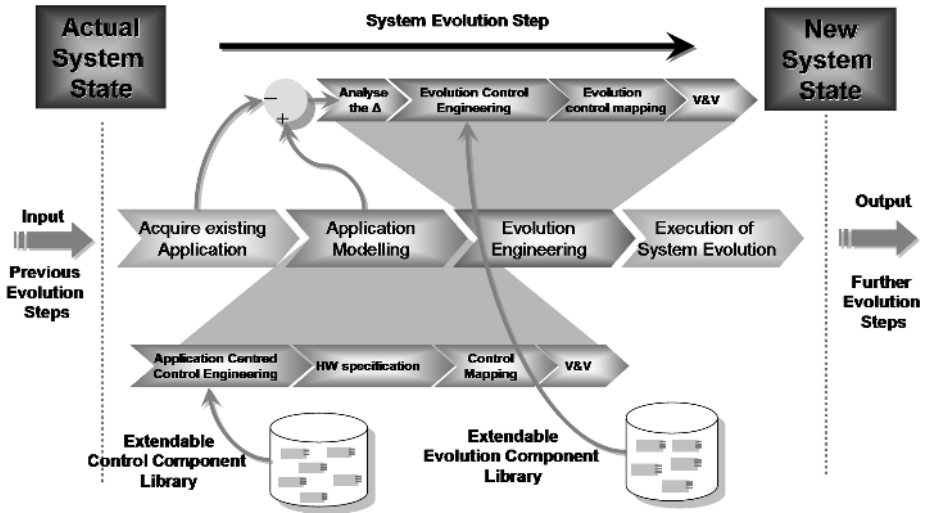 System Evolution Step
Actual
System
State
New
System
State
−
+
Analyse
the Δ
Evolution Control
Engineering
Evolution
control mapping
V&V
Input
Previous
Evolution
Steps
Acquire existing
Application
Application
Modelling
Evolution
Engineering
Execution of
System Evolution
Output
Further
Evolution
Steps
Application Centred
Control Engineering
HW specification
Control
Mapping
V&V
Extendable
Control Component
Library
Extendable
Evolution Component
Library